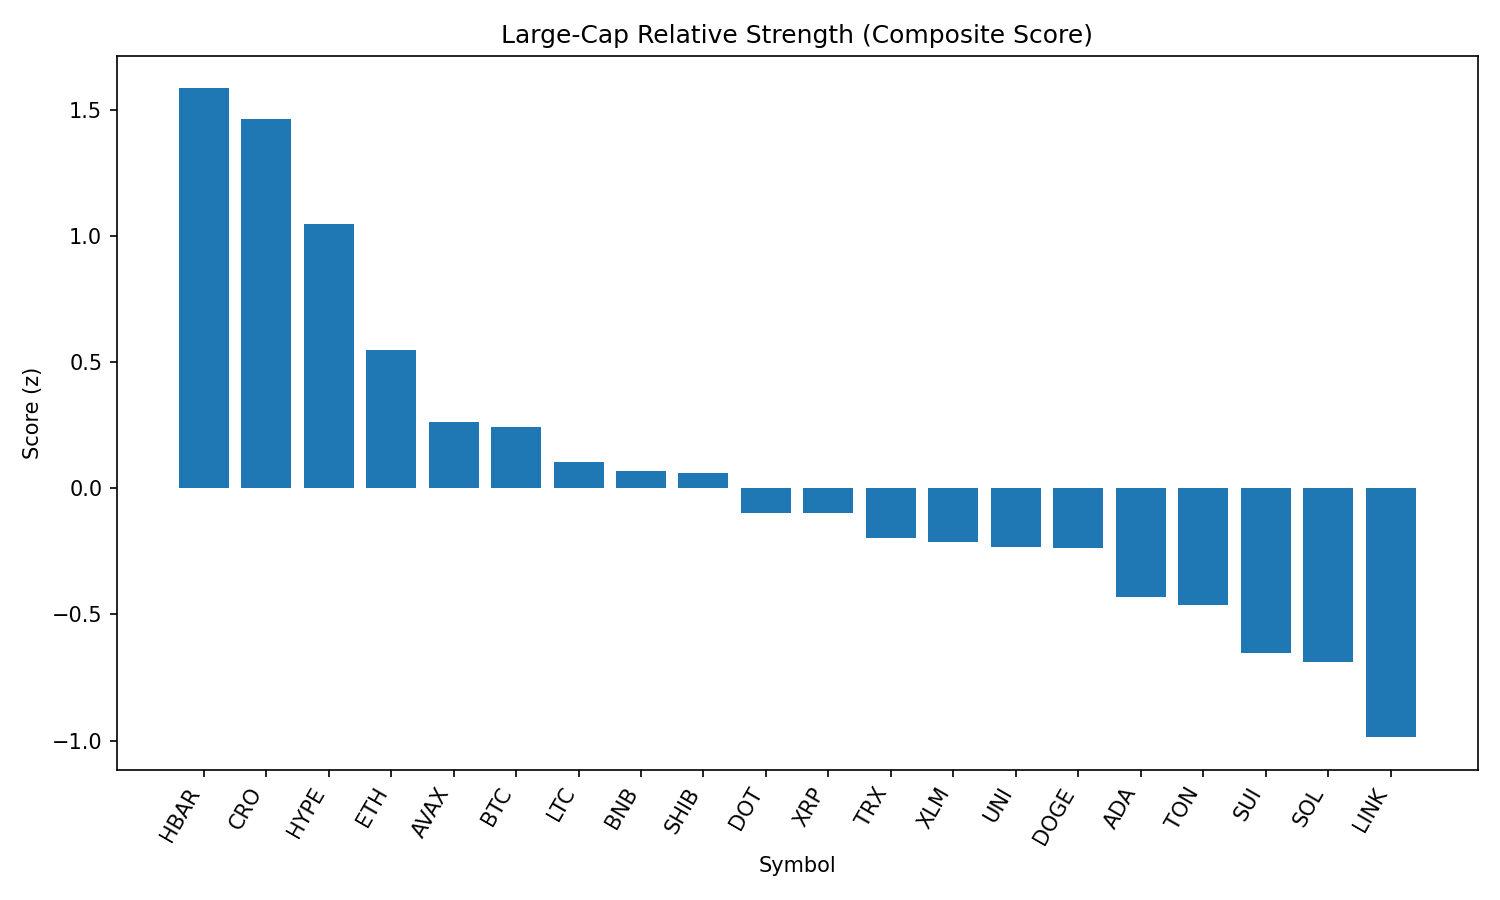 Large-Cap Relative Strength (Composite Score)
1.5
1.0
0.5
0.0
−0.5
−1.0
Score (z)
HBAR
CRO
HYPE
ETH
AVAX
BTC
LTC
BNB
SHIB
DOT
XRP
TRX
XLM
UNI
DOGE
ADA
TON
SUI
SOL
LINK
Symbol